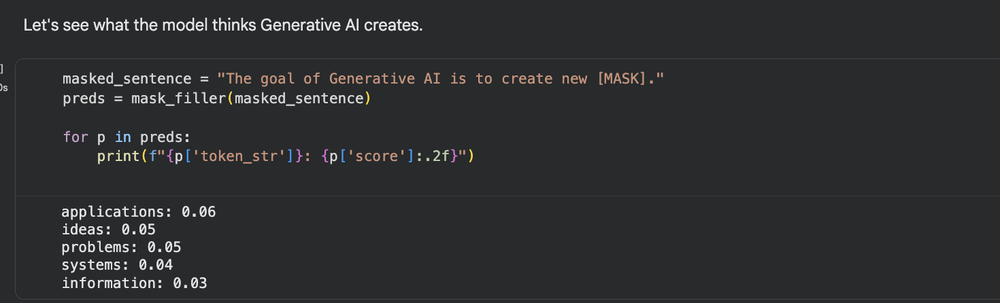 Let's see what the model thinks Generative AI creates.
]
0s
masked_sentence = "The goal of Generative AI is to create new [MASK]."
preds = mask_filler(masked_sentence)
for p in preds:
    print(f"{p['token_str']}: {p['score']:.2f}")
applications: 0.06
ideas: 0.05
problems: 0.05
systems: 0.04
information: 0.03